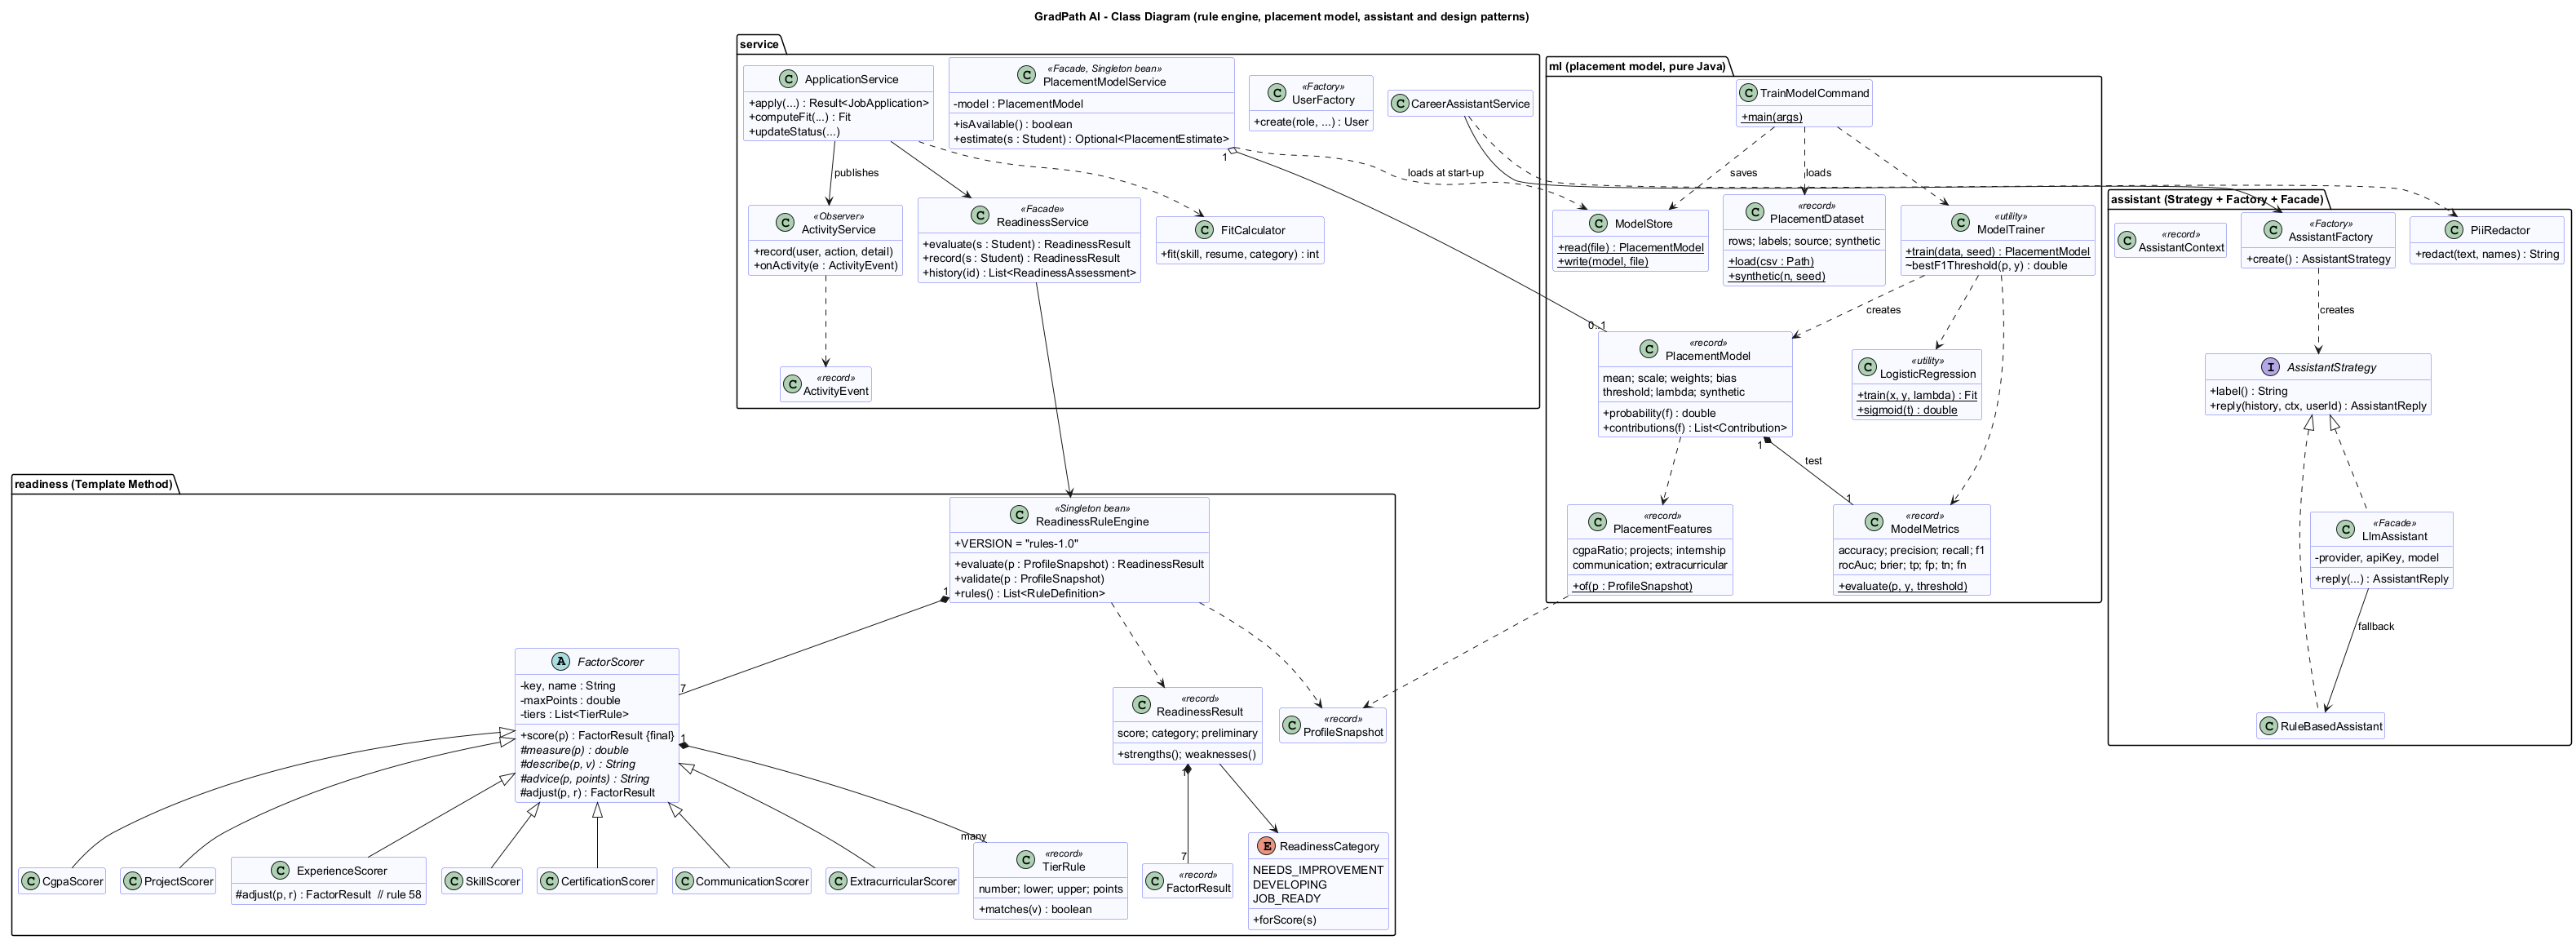 GradPath AI - Class Diagram (rule engine, placement model, assistant and design patterns)
service
C ApplicationService
+apply(...) : Result<JobApplication>
+computeFit(...) : Fit
+updateStatus(...)
«Facade, Singleton bean»
C PlacementModelService
-model : PlacementModel
+isAvailable() : boolean
+estimate(s : Student) : Optional<PlacementEstimate>
«Factory»
C UserFactory
+create(role, ...) : User
C CareerAssistantService
publishes
1
loads at start-up
«Observer»
C ActivityService
+record(user, action, detail)
+onActivity(e : ActivityEvent)
«Facade»
C ReadinessService
+evaluate(s : Student) : ReadinessResult
+record(s : Student) : ReadinessResult
+history(id) : List<ReadinessAssessment>
C FitCalculator
+fit(skill, resume, category) : int
«record»
C ActivityEvent
ml (placement model, pure Java)
C TrainModelCommand
+main(args)
saves
loads
C ModelStore
+read(file) : PlacementModel
+write(model, file)
«record»
C PlacementDataset
rows; labels; source; synthetic
+load(csv : Path)
+synthetic(n, seed)
«utility»
C ModelTrainer
+train(data, seed) : PlacementModel
~bestF1Threshold(p, y) : double
creates
0..1
«record»
C PlacementModel
mean; scale; weights; bias
threshold; lambda; synthetic
+probability(f) : double
+contributions(f) : List<Contribution>
«utility»
C LogisticRegression
+train(x, y, lambda) : Fit
+sigmoid(t) : double
1
test
1
«record»
C PlacementFeatures
cgpaRatio; projects; internship
communication; extracurricular
+of(p : ProfileSnapshot)
«record»
C ModelMetrics
accuracy; precision; recall; f1
rocAuc; brier; tp; fp; tn; fn
+evaluate(p, y, threshold)
assistant (Strategy + Factory + Facade)
«record»
C AssistantContext
«Factory»
C AssistantFactory
+create() : AssistantStrategy
C PiiRedactor
+redact(text, names) : String
creates
I AssistantStrategy
+label() : String
+reply(history, ctx, userId) : AssistantReply
«Facade»
C LlmAssistant
-provider, apiKey, model
+reply(...) : AssistantReply
fallback
C RuleBasedAssistant
readiness (Template Method)
«Singleton bean»
C ReadinessRuleEngine
+VERSION = "rules-1.0"
+evaluate(p : ProfileSnapshot) : ReadinessResult
+validate(p : ProfileSnapshot)
+rules() : List<RuleDefinition>
1
7
A FactorScorer
-key, name : String
-maxPoints : double
-tiers : List<TierRule>
+score(p) : FactorResult {final}
#measure(p) : double
#describe(p, v) : String
#advice(p, points) : String
#adjust(p, r) : FactorResult
1
many
«record»
C ReadinessResult
score; category; preliminary
+strengths(); weaknesses()
«record»
C ProfileSnapshot
1
7
C CgpaScorer
C ProjectScorer
C ExperienceScorer
#adjust(p, r) : FactorResult // rule 58
C SkillScorer
C CertificationScorer
C CommunicationScorer
C ExtracurricularScorer
«record»
C TierRule
number; lower; upper; points
+matches(v) : boolean
«record»
C FactorResult
E ReadinessCategory
NEEDS_IMPROVEMENT
DEVELOPING
JOB_READY
+forScore(s)